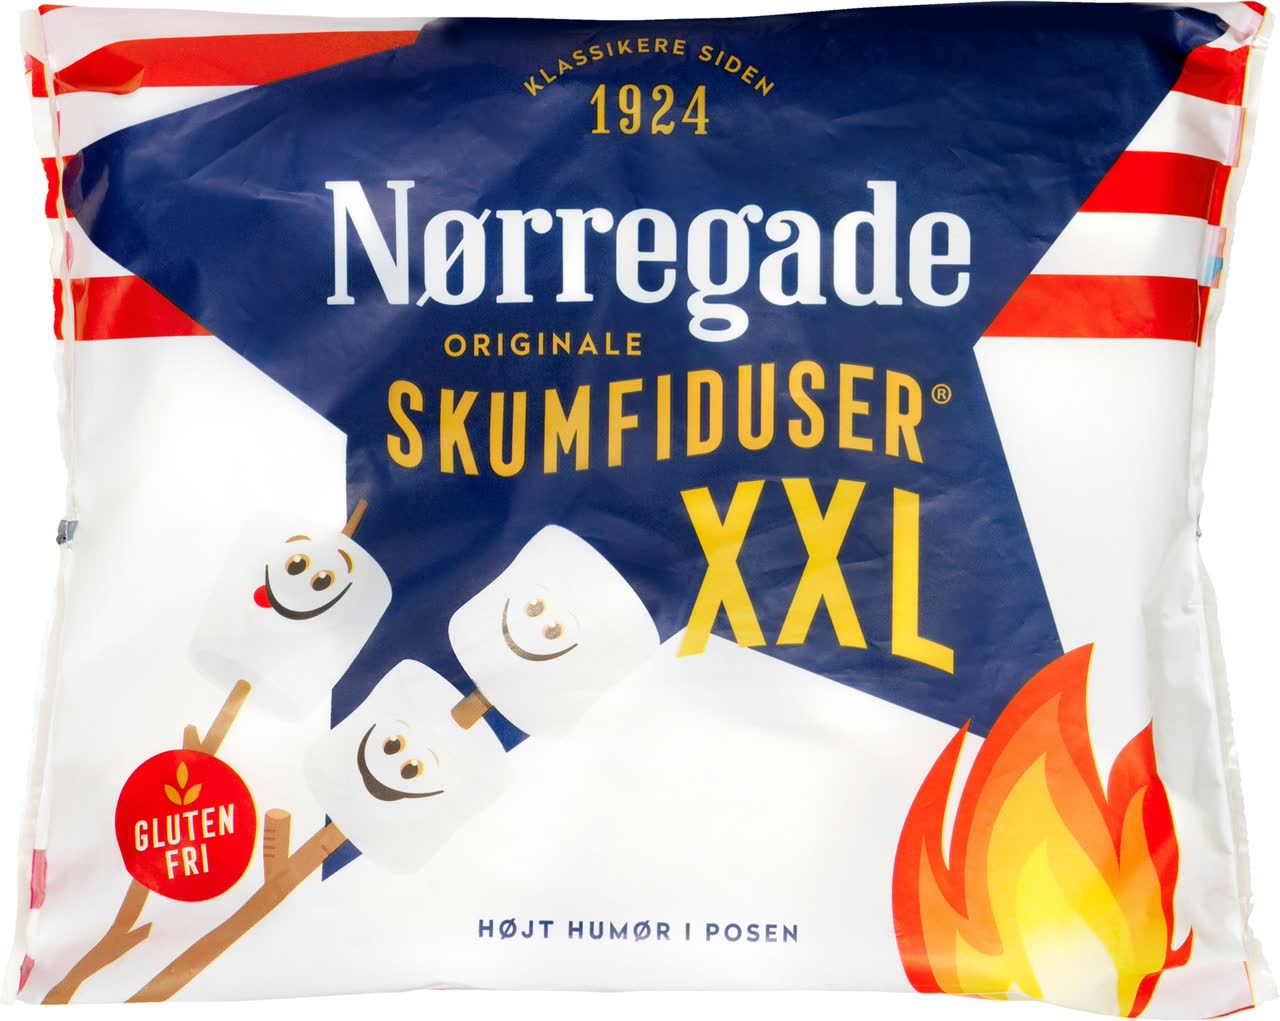 KLASSIKERE SIDEN
1924
Nørregade
ORIGINALE
SKUMFIDUSER®
XXL
GLUTEN
FRI
HØJT HUMØR I POSEN